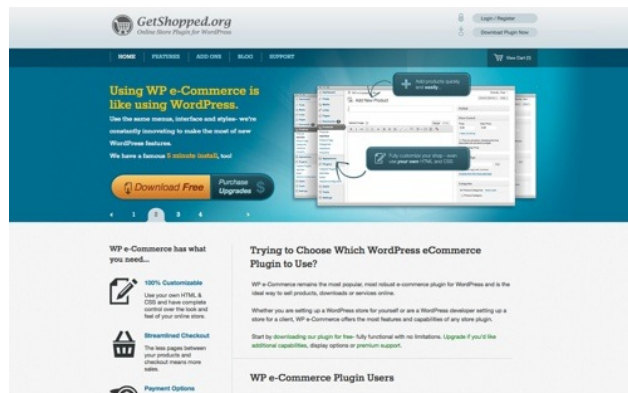 GetShopped.org
Online Store Plugin for WordPress
Login / Register
Download Plugin Now
HOME FEATURES ADD ONS BLOG SUPPORT
View Cart (0)
Using WP e-Commerce is
like using WordPress.
Use the same menus, interface and styles- we're
constantly innovating to make the most of new
WordPress features.
We have a famous 5 minute install, too!
Download Free
Purchase
Upgrades $
Add products quickly
and easily.
Add New Product
Fully customize your shop - even
use your own HTML and CSS
1 2 3 4
WP e-Commerce has what
you need...
100% Customizable
Use your own HTML &
CSS and have complete
control over the look and
feel of your online store.
Streamlined Checkout
The less pages between
your products and
checkout means more
sales.
Payment Options
Trying to Choose Which WordPress eCommerce
Plugin to Use?
WP e-Commerce remains the most popular, most robust e-commerce plugin for WordPress and is the
ideal way to sell products, downloads or services online.
Whether you are setting up a WordPress store for yourself or are a WordPress developer setting up a
store for a client, WP e-Commerce offers the most features and capabilities of any store plugin.
Start by downloading our plugin for free- fully functional with no limitations. Upgrade if you'd like
additional capabilities, display options or premium support.
WP e-Commerce Plugin Users